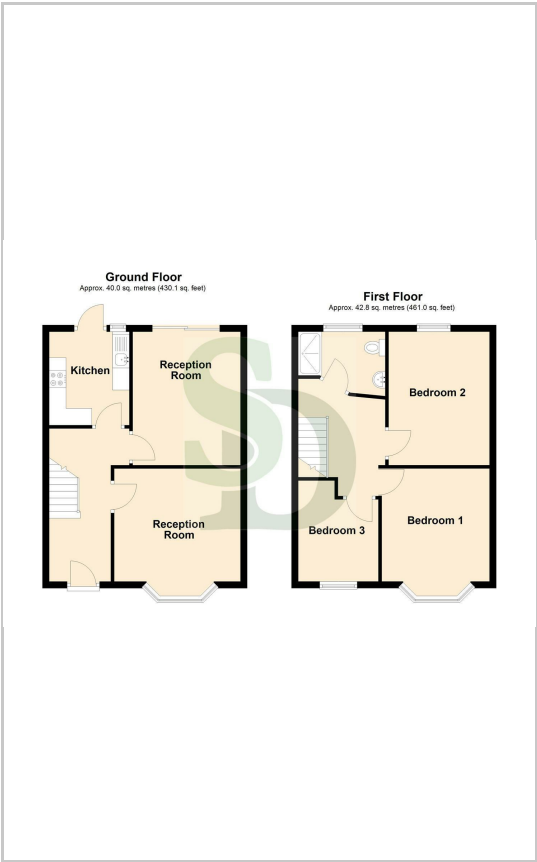 Ground Floor
Approx. 40.0 sq. metres (430.1 sq. feet)
Kitchen
Reception
Room
Reception
Room
First Floor
Approx. 42.8 sq. metres (461.0 sq. feet)
Bedroom 2
Bedroom 1
Bedroom 3
SD